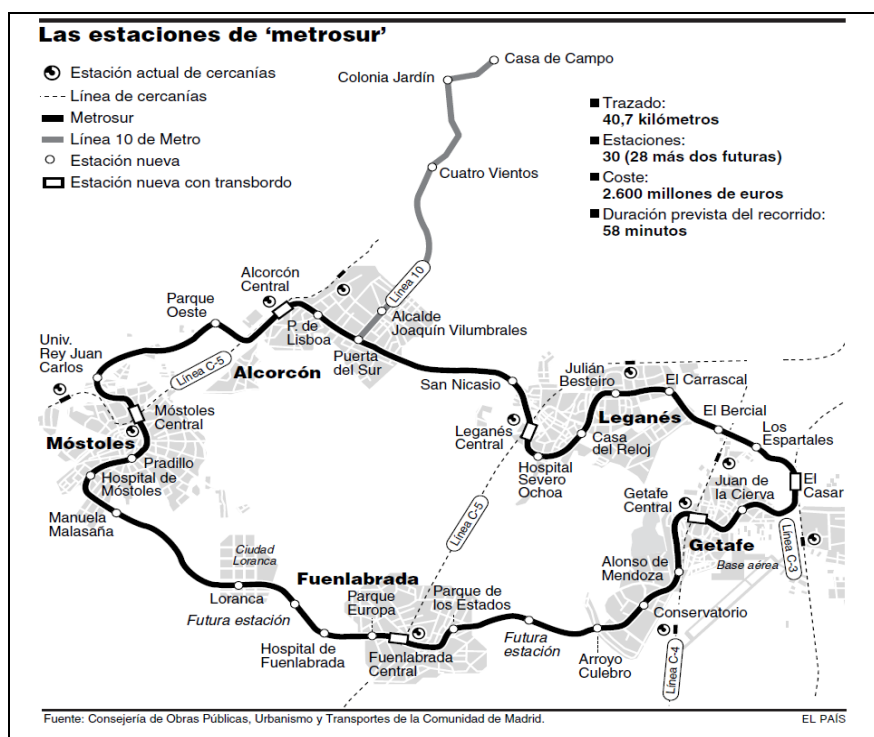 Las estaciones de ‘metrosur’
Estación actual de cercanías
Línea de cercanías
Metrosur
Línea 10 de Metro
Estación nueva
Estación nueva con transbordo
Trazado:
40,7 kilómetros
Estaciones:
30 (28 más dos futuras)
Coste:
2.600 millones de euros
Duración prevista del recorrido:
58 minutos
Casa de Campo
Colonia Jardín
Cuatro Vientos
Línea 10
Alcalde
Joaquín Vilumbrales
Alcorcón
Central
Parque
Oeste
P. de
Lisboa
Puerta
del Sur
Alcorcón
Línea C-5
Univ.
Rey Juan
Carlos
Móstoles
Central
Móstoles
Pradillo
Hospital de
Móstoles
Manuela
Malasaña
San Nicasio
Julián
Besteiro
El Carrascal
Leganés
Leganés
Central
Casa
del Reloj
Hospital
Severo
Ochoa
El Bercial
Los
Espartales
El
Casar
Juan de
la Cierva
Getafe
Central
Getafe
Base aérea
Línea C-3
Alonso de
Mendoza
Conservatorio
Línea C-4
Arroyo
Culebro
Futura
estación
Línea C-5
Ciudad
Loranca
Loranca
Futura estación
Fuenlabrada
Parque
Europa
Parque de
los Estados
Hospital de
Fuenlabrada
Fuenlabrada
Central
Fuente: Consejería de Obras Públicas, Urbanismo y Transportes de la Comunidad de Madrid.
EL PAÍS